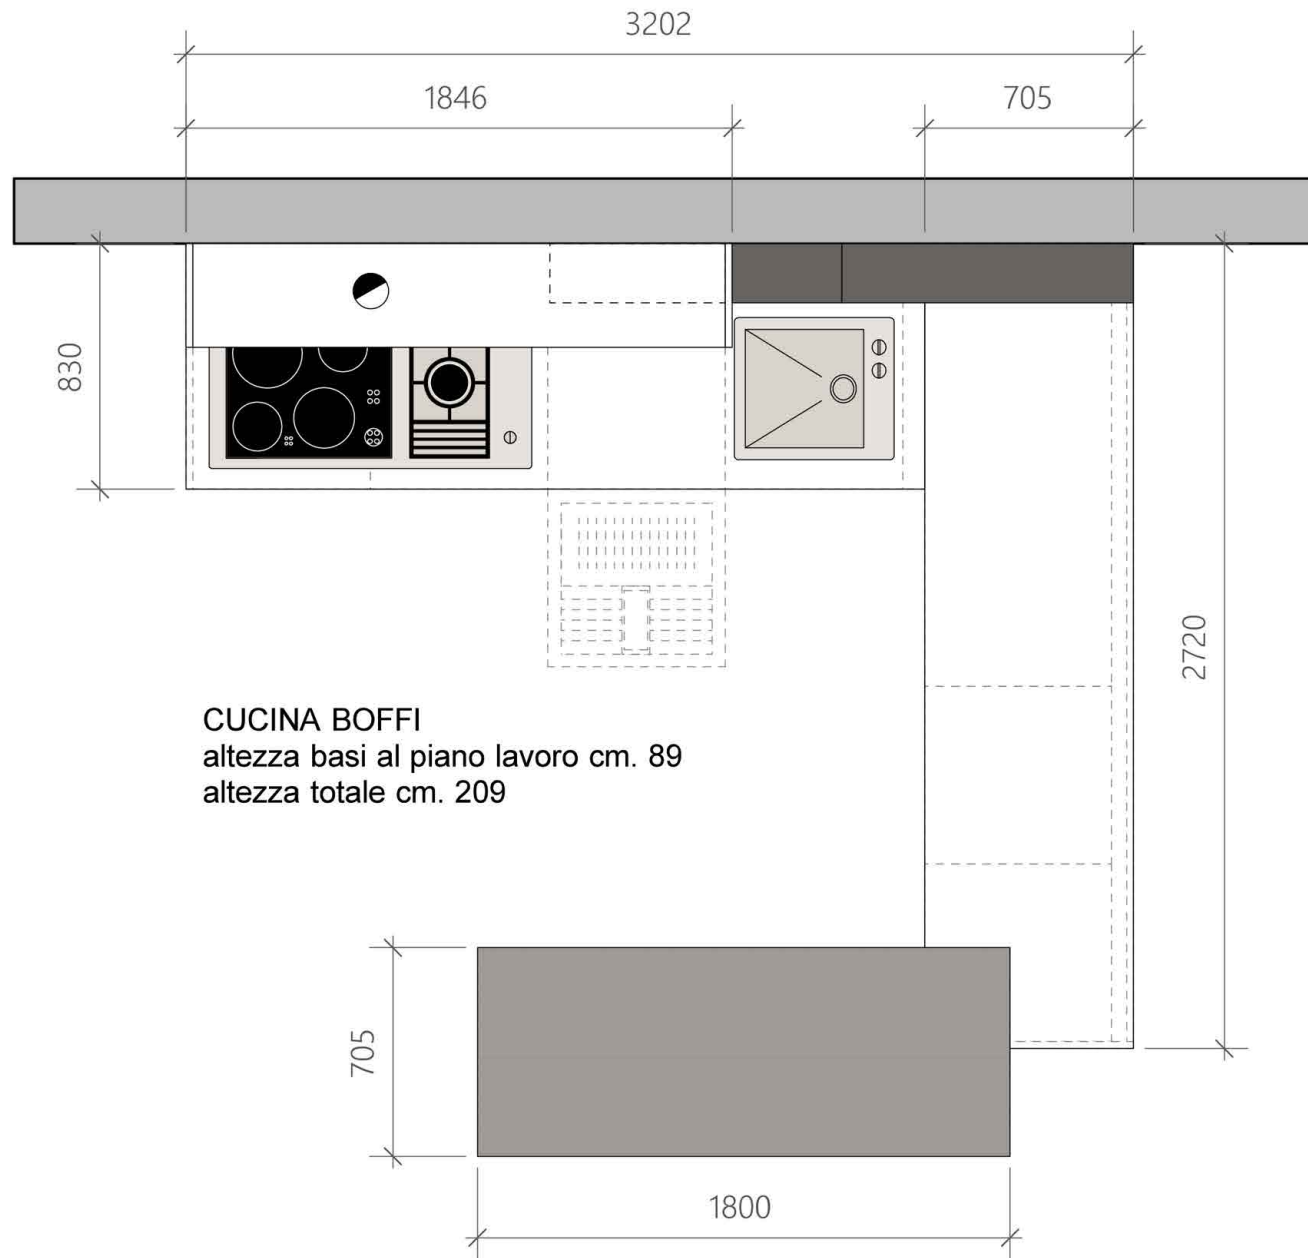 3202
1846
705
830
2720
CUCINA BOFFI
altezza basi al piano lavoro cm. 89
altezza totale cm. 209
705
1800